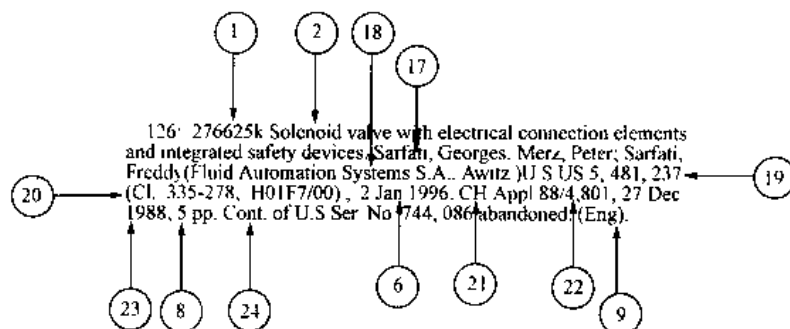 1 2 18 17
126: 276625k Solenoid valve with electrical connection elements
and integrated safety devices. Sarfati, Georges. Merz, Peter; Sarfati,
Freddy (Fluid Automation Systems S.A.. Awitz )U S US 5, 481, 237
20 19
(Cl. 335-278, H01F7/00) , 2 Jan 1996. CH Appl 88/4,801, 27 Dec
1988, 5 pp. Cont. of U.S Ser No 744, 086 abandoned. (Eng).
23 8 24 6 21 22 9